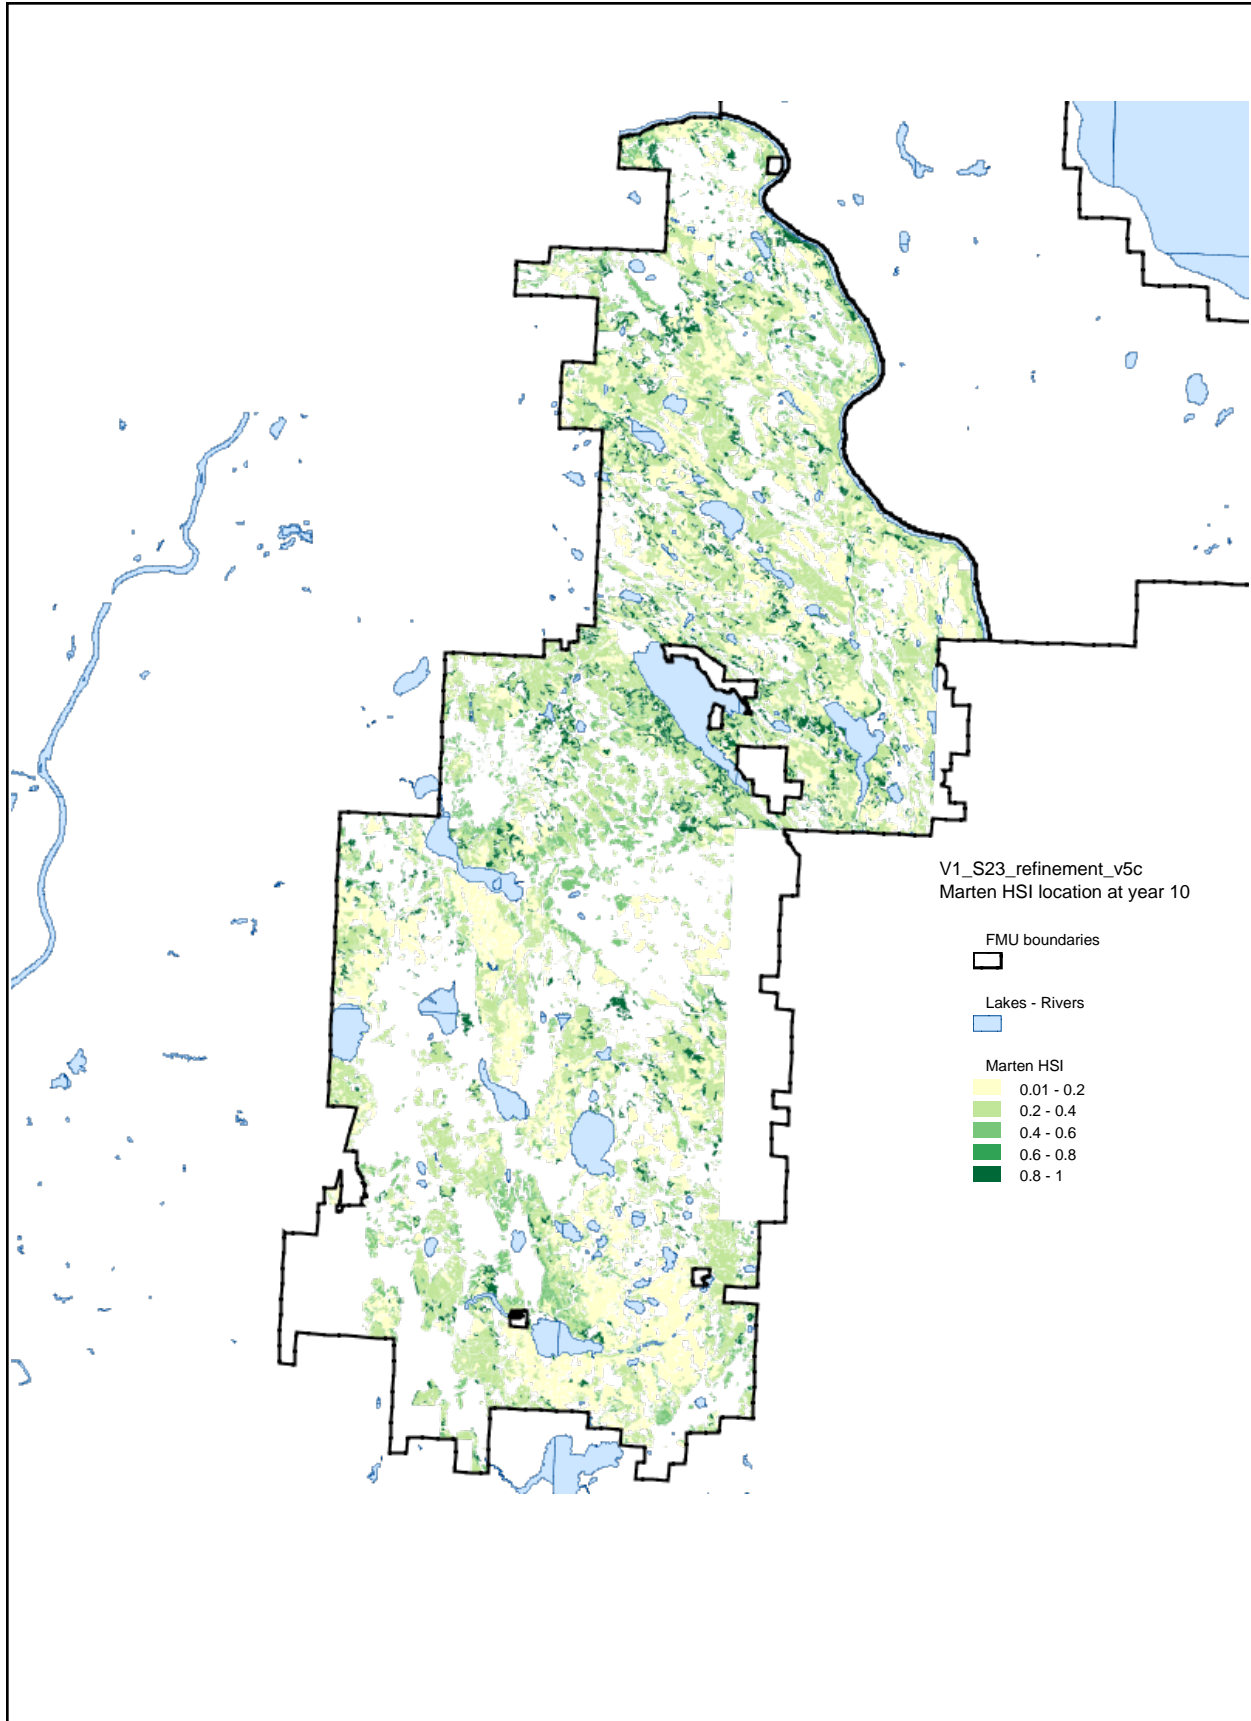 V1_S23_refinement_v5c
Marten HSI location at year 10
FMU boundaries
Lakes - Rivers
Marten HSI
0.01 - 0.2
0.2 - 0.4
0.4 - 0.6
0.6 - 0.8
0.8 - 1